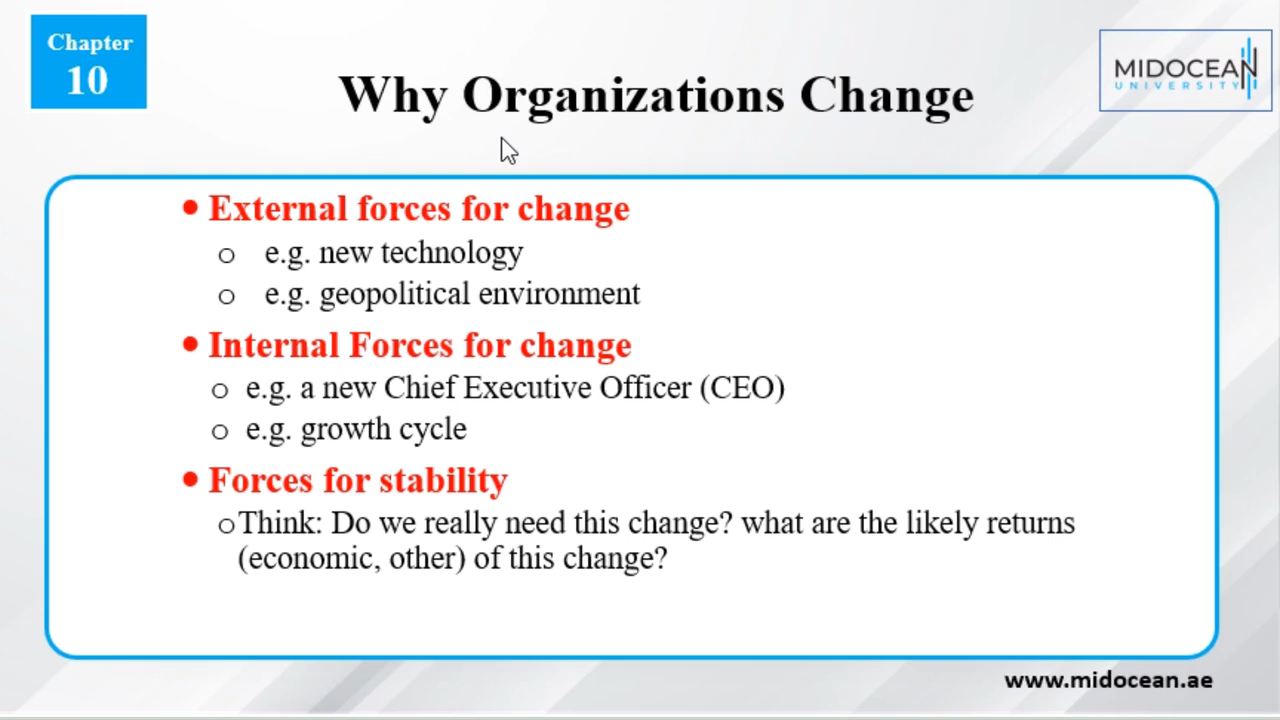 Chapter
10
MIDOCEAN
UNIVERSITY
Why Organizations Change
• External forces for change
o e.g. new technology
o e.g. geopolitical environment
• Internal Forces for change
o e.g. a new Chief Executive Officer (CEO)
o e.g. growth cycle
• Forces for stability
o Think: Do we really need this change? what are the likely returns
(economic, other) of this change?
www.midocean.ae